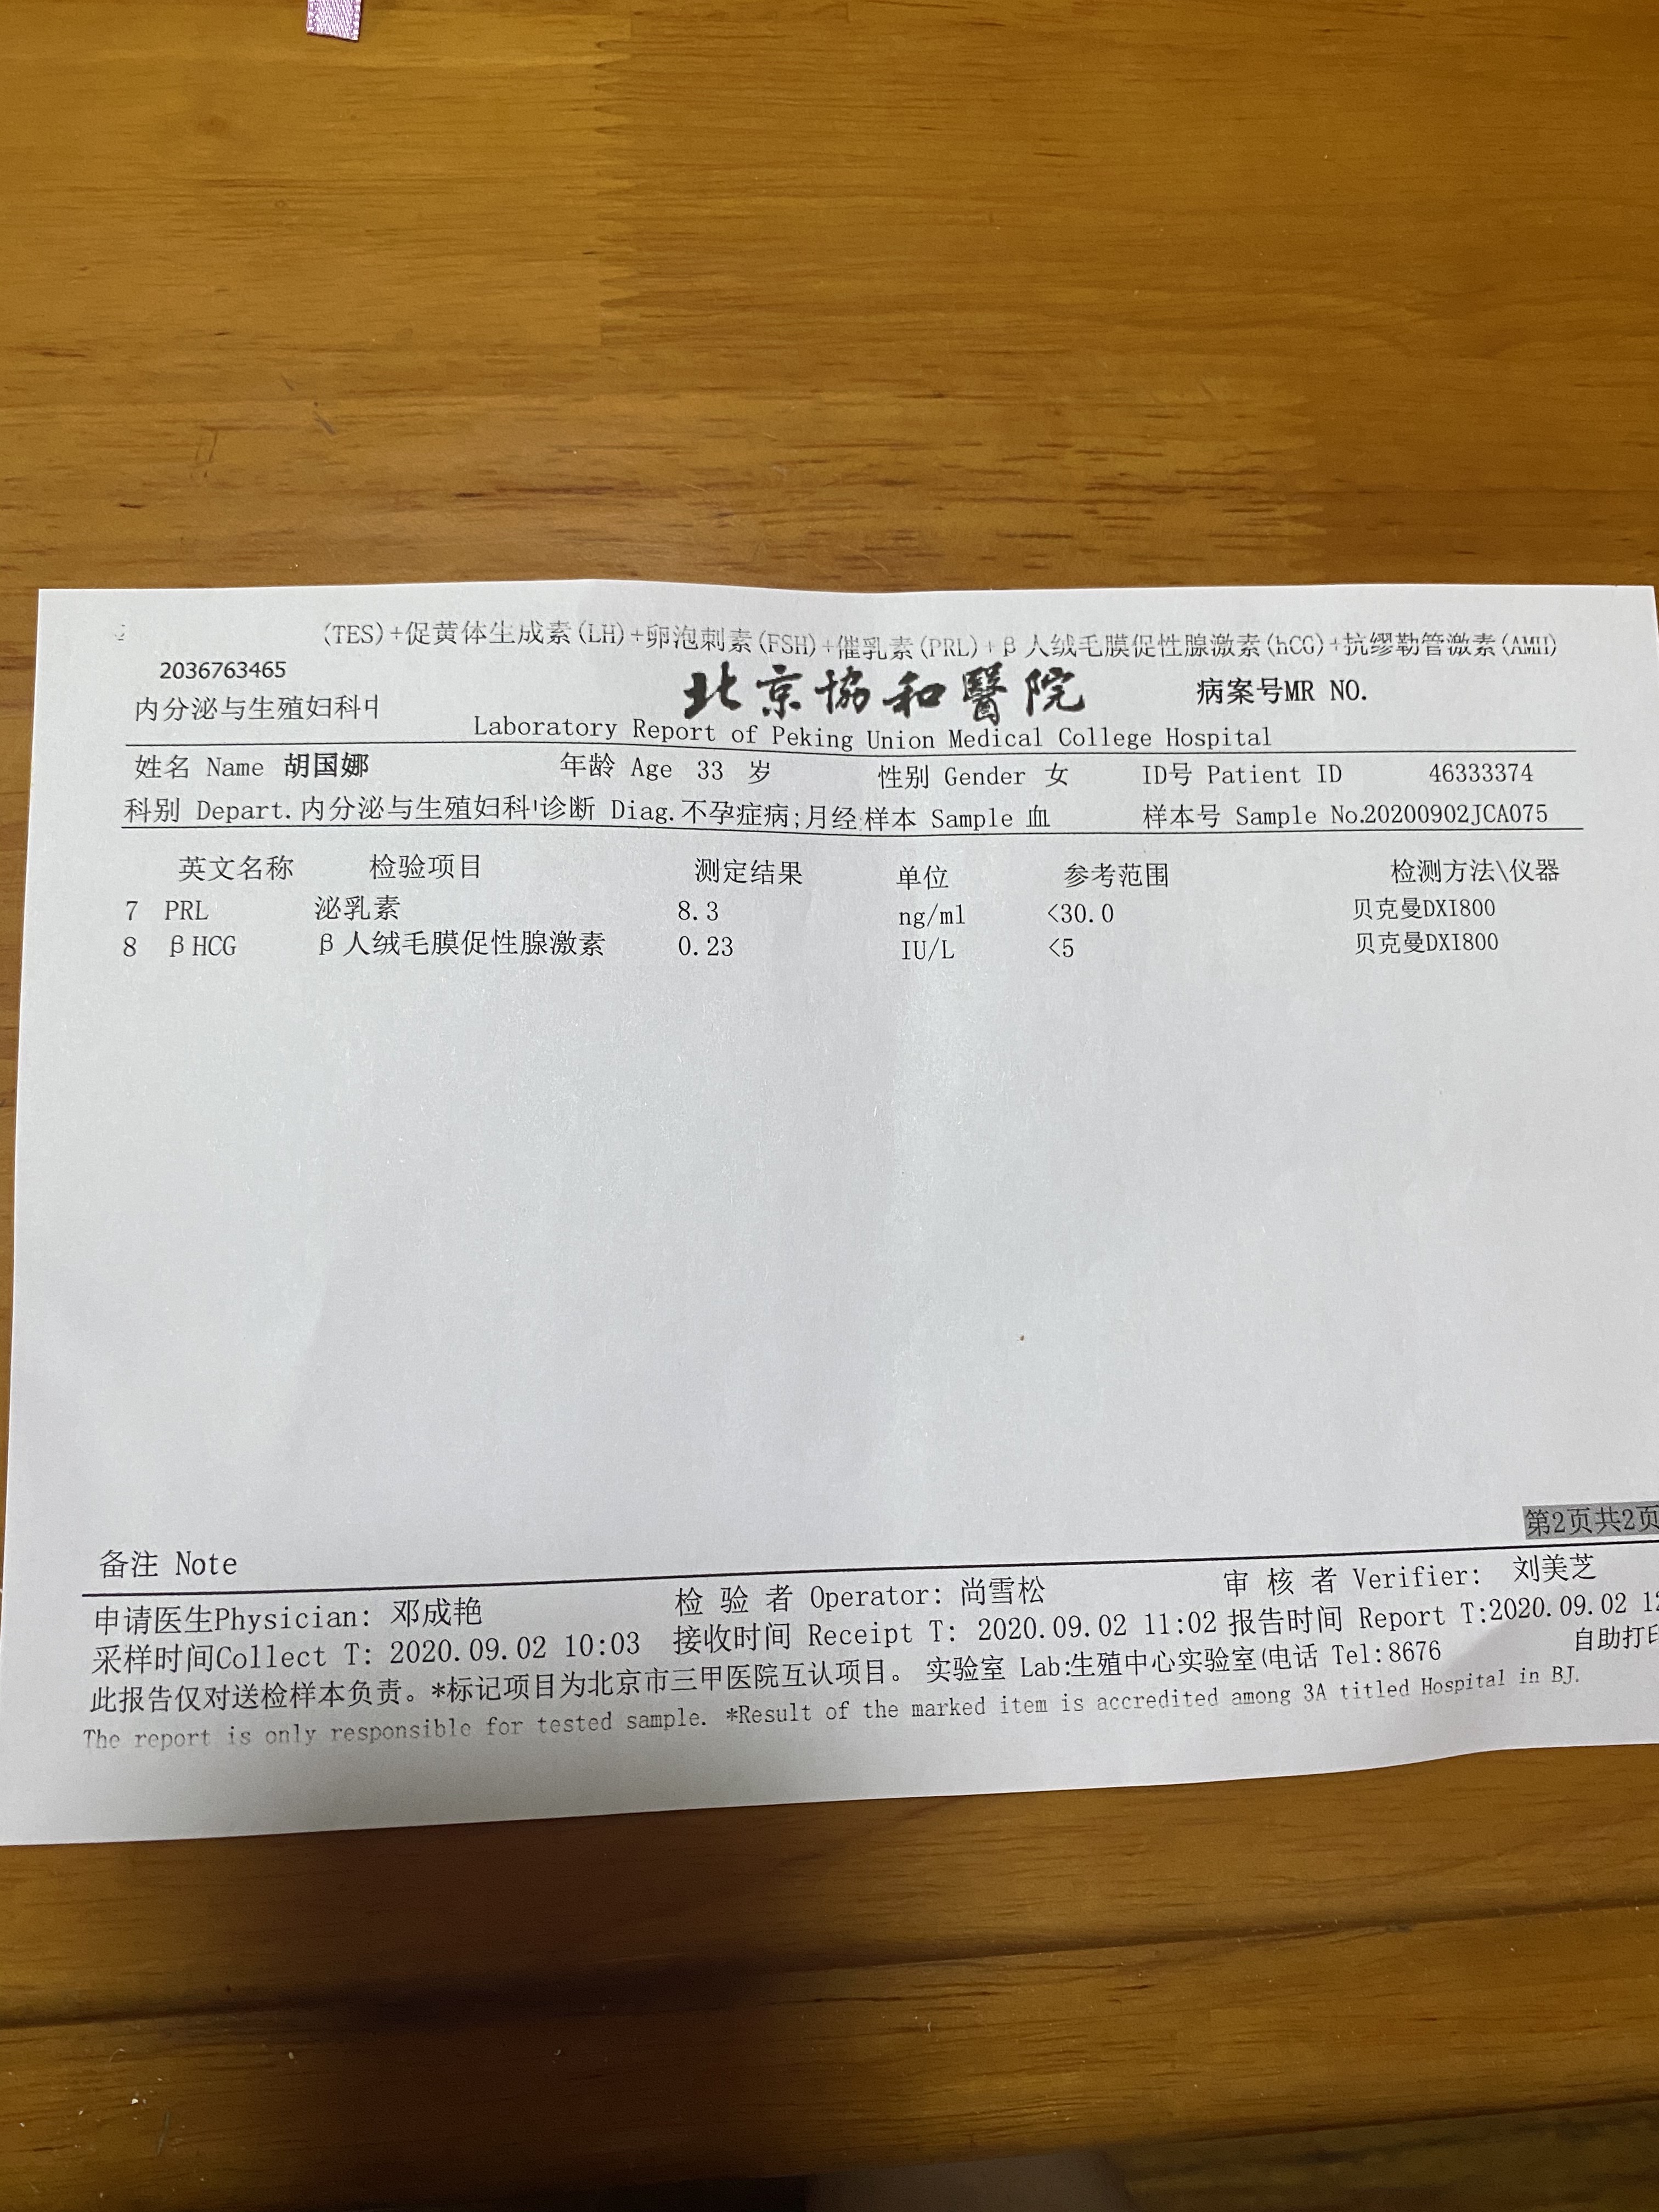 (TES)+促黄体生成素(LH)+卵泡刺素(FSH)+催乳素(PRL)+β人绒毛膜促性腺激素(hCG)+抗缪勒管激素(AMH)
2036763465
内分泌与生殖妇科中 北京協和醫院 病案号MR NO.
Laboratory Report of Peking Union Medical College Hospital
姓名 Name 胡国娜 年龄 Age 33 岁 性别 Gender 女 ID号 Patient ID 46333374
科别 Depart. 内分泌与生殖妇科 诊断 Diag. 不孕症病;月经 样本 Sample 血 样本号 Sample No.20200902JCA075
英文名称 检验项目 测定结果 单位 参考范围 检测方法\仪器
7 PRL 泌乳素 8.3 ng/ml <30.0 贝克曼DXI800
8 βHCG β人绒毛膜促性腺激素 0.23 IU/L <5 贝克曼DXI800
第2页共2页
备注 Note
申请医生Physician: 邓成艳 检 验 者 Operator: 尚雪松 审 核 者 Verifier: 刘美芝
采样时间Collect T: 2020.09.02 10:03 接收时间 Receipt T: 2020.09.02 11:02 报告时间 Report T:2020.09.02 12
此报告仅对送检样本负责。*标记项目为北京市三甲医院互认项目。 实验室 Lab:生殖中心实验室(电话 Tel:8676 自助打印
The report is only responsible for tested sample. *Result of the marked item is accredited among 3A titled Hospital in BJ.